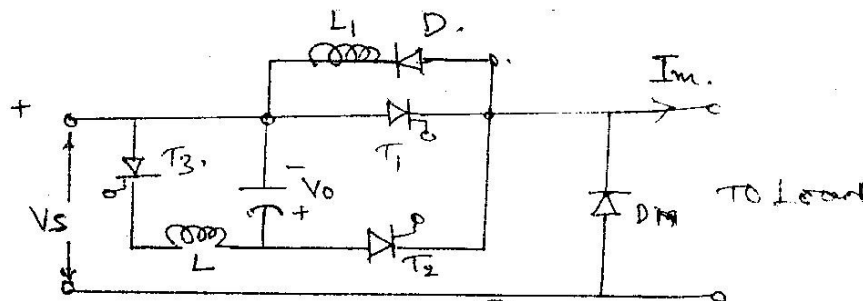 L1 D.
Im.
+
T1
T3.
- Vo
+
Vs
Dm
TO Load
L
T2